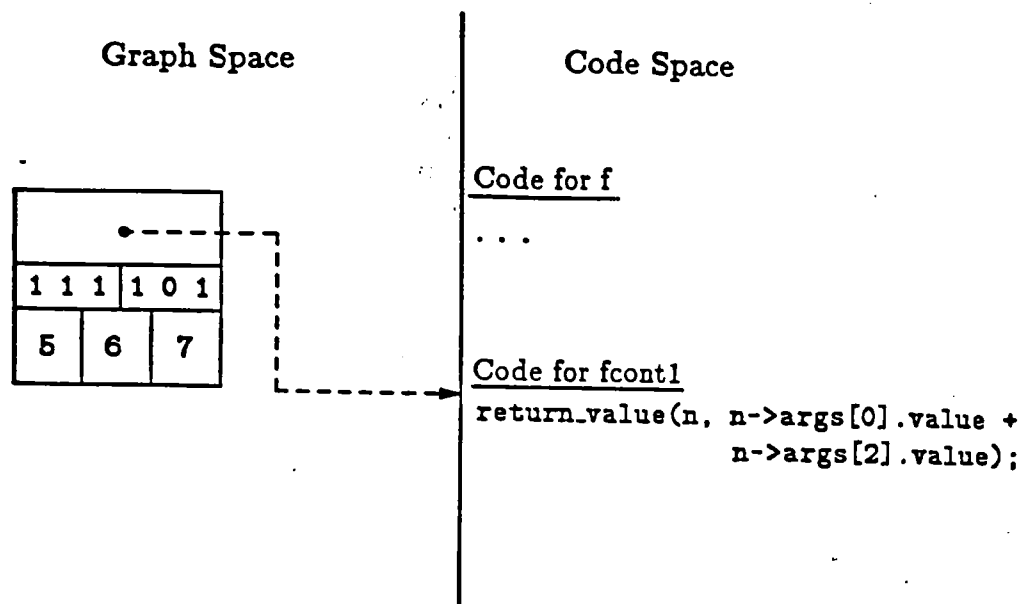 Graph Space
Code Space
Code for f
. . .
1 1 1 1 0 1
5 6 7
Code for fcont1
return_value(n, n->args[0].value +
n->args[2].value);